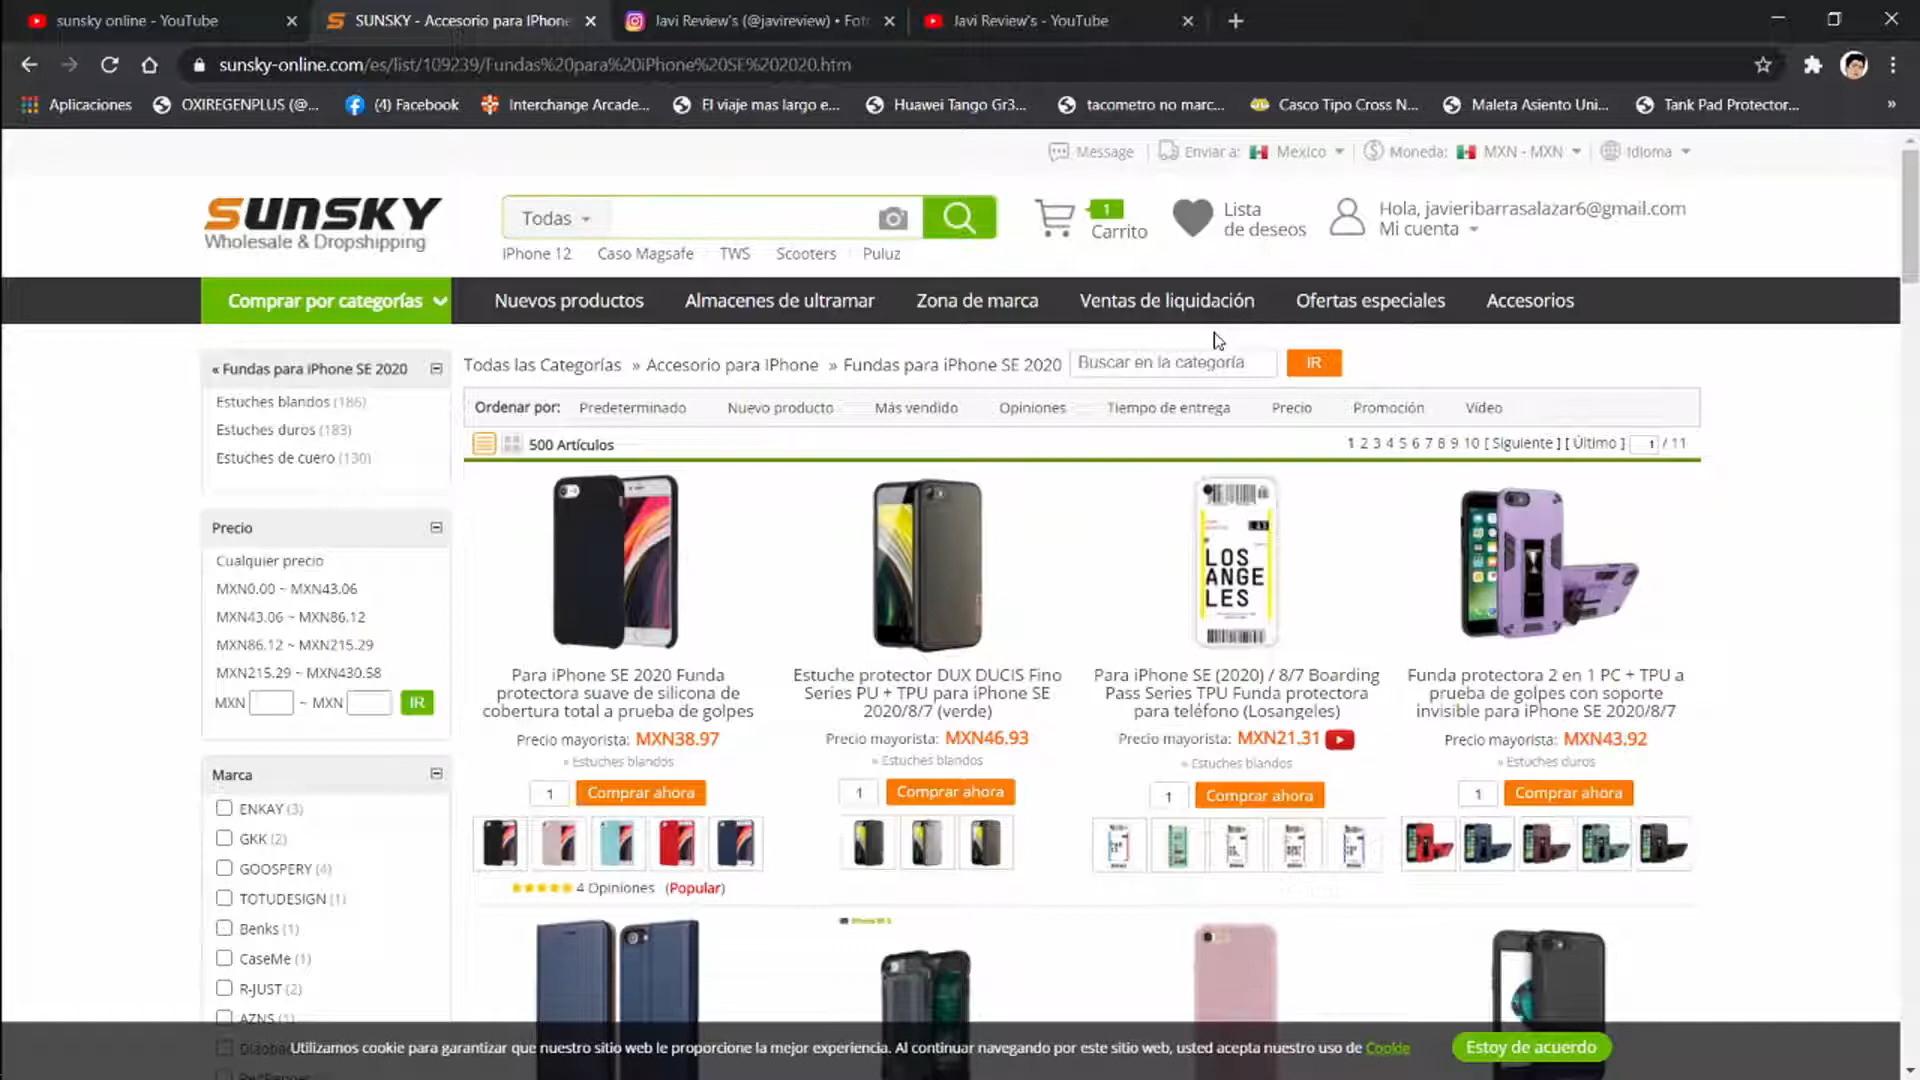 sunsky online - YouTube
SUNSKY - Accesorio para IPhone
Javi Review's (@javireview) • Fot
Javi Review's - YouTube
sunsky-online.com/es/list/109239/Fundas%20para%20iPhone%20SE%202020.htm
Aplicaciones
OXIREGENPLUS (@...
(4) Facebook
Interchange Arcade...
El viaje mas largo e...
Huawei Tango Gr3...
tacometro no marc...
Casco Tipo Cross N...
Maleta Asiento Uni...
Tank Pad Protector...
»
Message
Enviar a: Mexico
Moneda: MXN - MXN
Idioma
SUNSKY
Wholesale & Dropshipping
Todas
1
Carrito
Lista
de deseos
Hola, javieribarrasalazar6@gmail.com
Mi cuenta
IPhone 12 Caso Magsafe TWS Scooters Puluz
Comprar por categorías
Nuevos productos
Almacenes de ultramar
Zona de marca
Ventas de liquidación
Ofertas especiales
Accesorios
« Fundas para iPhone SE 2020
Estuches blandos (186)
Estuches duros (183)
Estuches de cuero (130)
Todas las Categorías » Accesorio para IPhone » Fundas para iPhone SE 2020
Buscar en la categoría
IR
Ordenar por: Predeterminado Nuevo producto Más vendido Opiniones Tiempo de entrega Precio Promoción Vídeo
500 Artículos
1 2 3 4 5 6 7 8 9 10 [ Siguiente ] [ Último ] 1 / 11
Precio
Cualquier precio
MXN0.00 ~ MXN43.06
MXN43.06 ~ MXN86.12
MXN86.12 ~ MXN215.29
MXN215.29 ~ MXN430.58
MXN ~ MXN IR
Marca
ENKAY (3)
GKK (2)
GOOSPERY (4)
TOTUDESIGN (1)
Benks (1)
CaseMe (1)
R-JUST (2)
AZNS (1)
LOS
ANGE
LES
Para iPhone SE 2020 Funda
protectora suave de silicona de
cobertura total a prueba de golpes
Precio mayorista: MXN38.97
» Estuches blandos
1 Comprar ahora
4 Opiniones (Popular)
Estuche protector DUX DUCIS Fino
Series PU + TPU para iPhone SE
2020/8/7 (verde)
Precio mayorista: MXN46.93
» Estuches blandos
1 Comprar ahora
Para iPhone SE (2020) / 8/7 Boarding
Pass Series TPU Funda protectora
para teléfono (Losangeles)
Precio mayorista: MXN21.31
» Estuches blandos
1 Comprar ahora
Funda protectora 2 en 1 PC + TPU a
prueba de golpes con soporte
invisible para iPhone SE 2020/8/7
Precio mayorista: MXN43.92
» Estuches duros
1 Comprar ahora
Utilizamos cookie para garantizar que nuestro sitio web le proporcione la mejor experiencia. Al continuar navegando por este sitio web, usted acepta nuestro uso de Cookie
Estoy de acuerdo